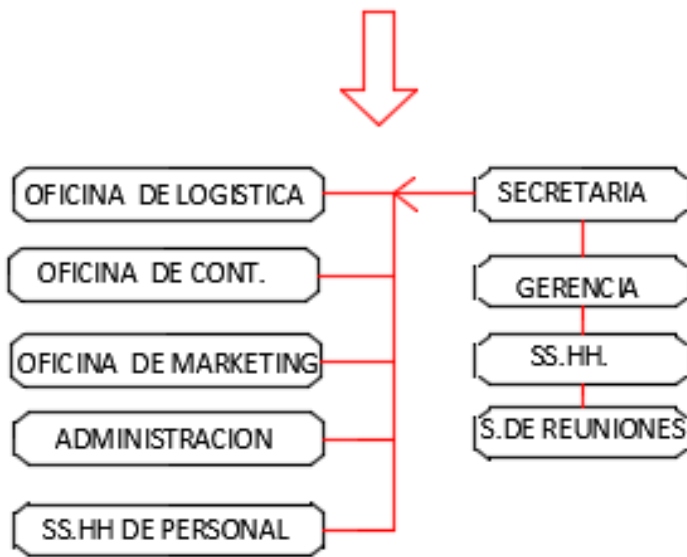 OFICINA DE LOGISTICA
OFICINA DE CONT.
OFICINA DE MARKETING
ADMINISTRACION
SS.HH DE PERSONAL
SECRETARIA
GERENCIA
SS.HH.
S.DE REUNIONES